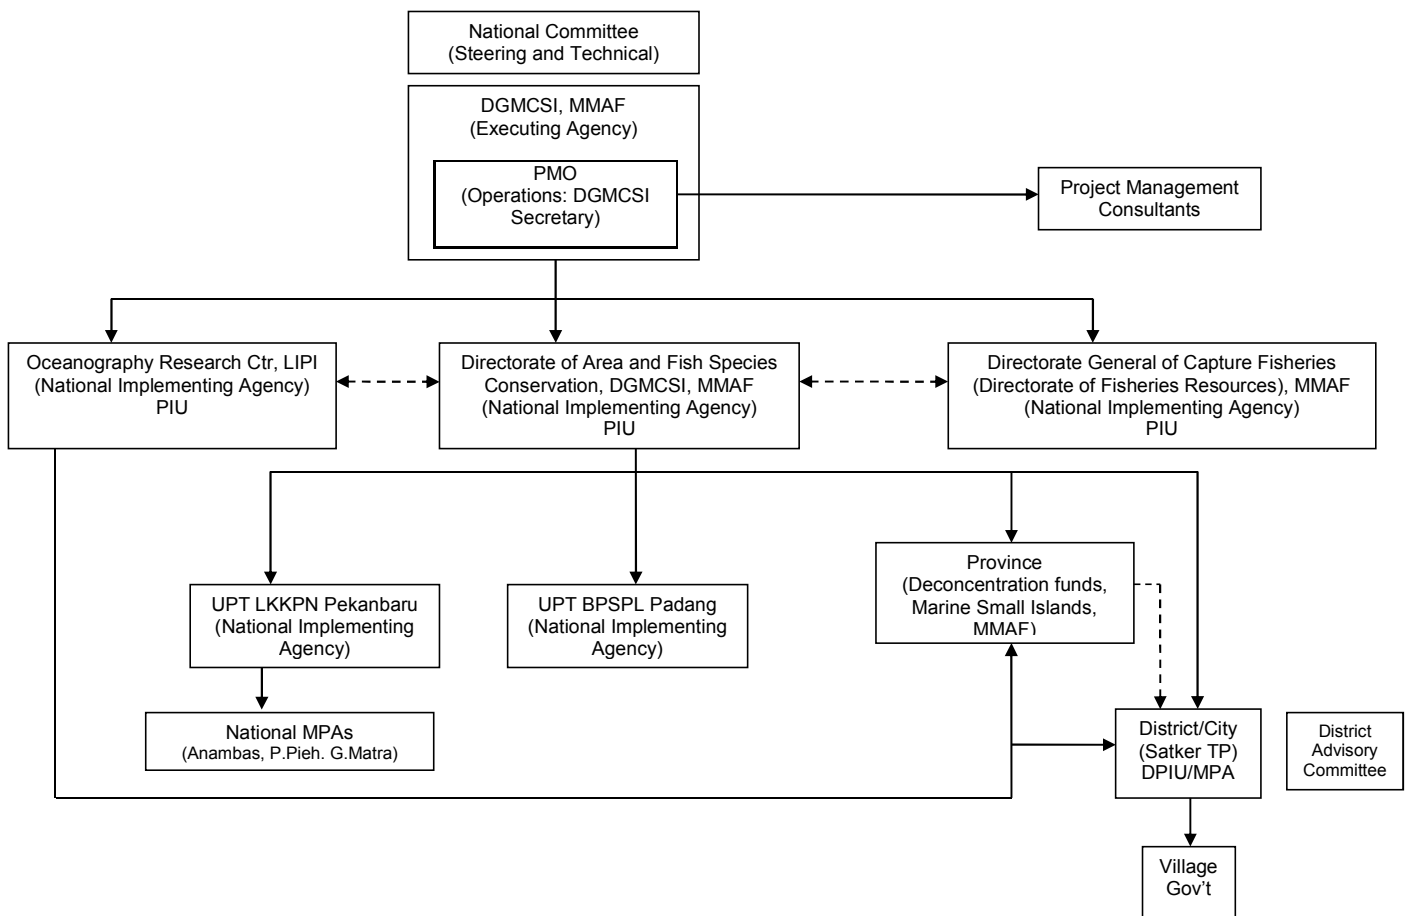 National Committee
(Steering and Technical)
DGMCSI, MMAF
(Executing Agency)
PMO
(Operations: DGMCSI
Secretary)
Project Management
Consultants
Oceanography Research Ctr, LIPI
(National Implementing Agency)
PIU
Directorate of Area and Fish Species
Conservation, DGMCSI, MMAF
(National Implementing Agency)
PIU
Directorate General of Capture Fisheries
(Directorate of Fisheries Resources), MMAF
(National Implementing Agency)
PIU
UPT LKKPN Pekanbaru
(National Implementing
Agency)
UPT BPSPL Padang
(National Implementing
Agency)
Province
(Deconcentration funds,
Marine Small Islands,
MMAF)
National MPAs
(Anambas, P.Pieh. G.Matra)
District/City
(Satker TP)
DPIU/MPA
District
Advisory
Committee
Village
Gov’t